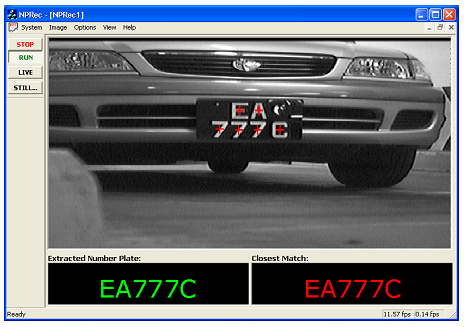 NPRec - [NPRec1]
System Image Options View Help
STOP
RUN
LIVE
STILL...
EA
777C
Extracted Number Plate: Closest Match:
EA777C EA777C
Ready 11.57 fps 0.14 fps